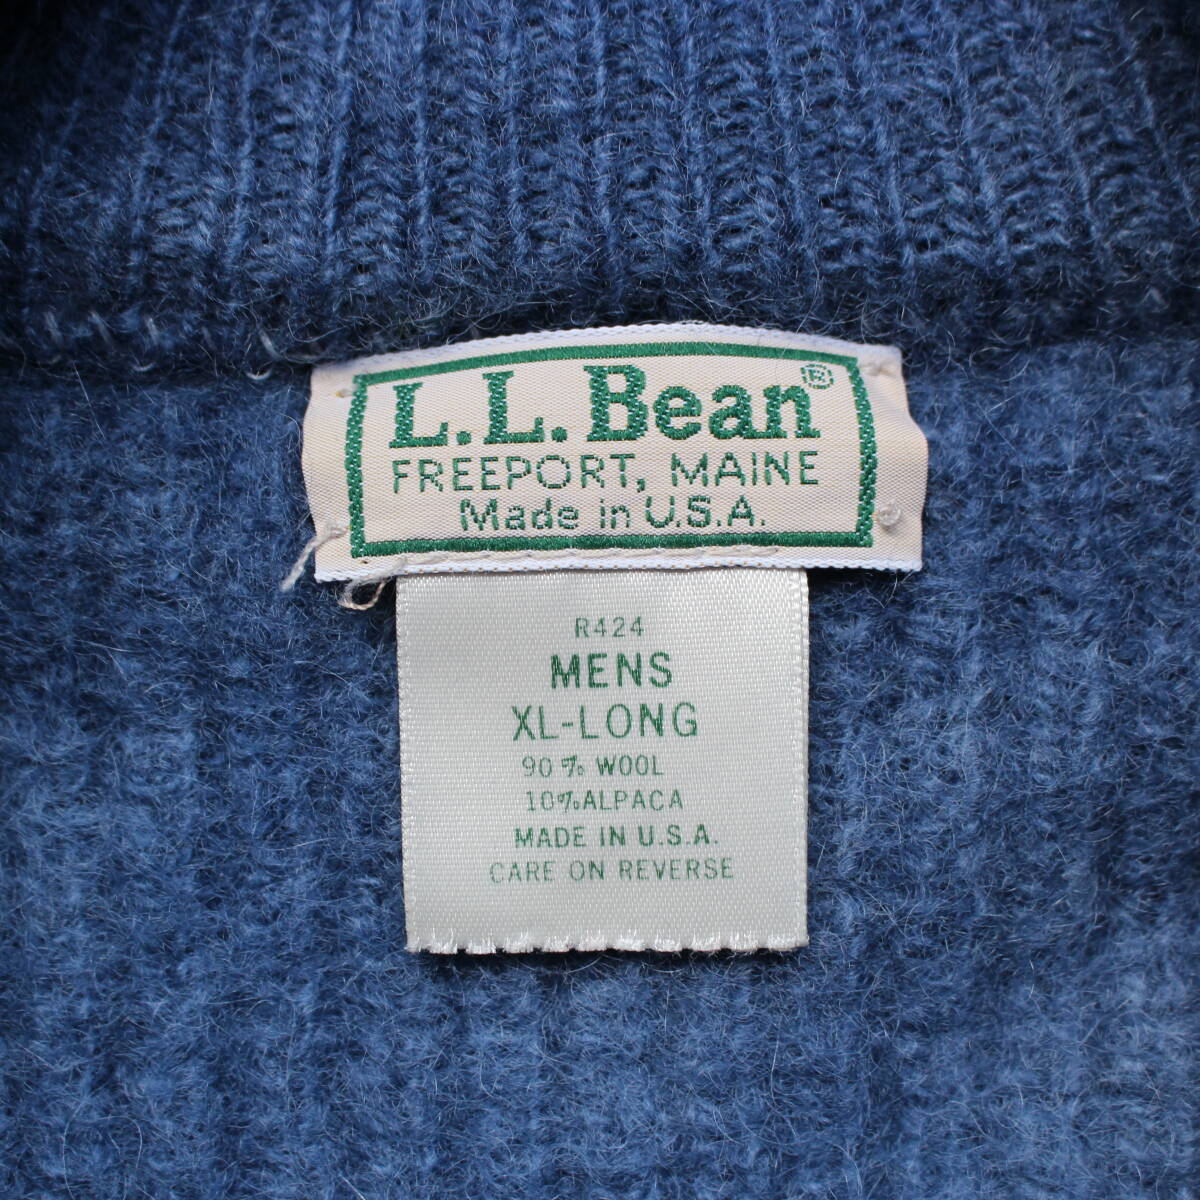 L.L.Bean®
FREEPORT, MAINE
Made in U.S.A.
R424
MENS
XL-LONG
90% WOOL
10% ALPACA
MADE IN U.S.A.
CARE ON REVERSE